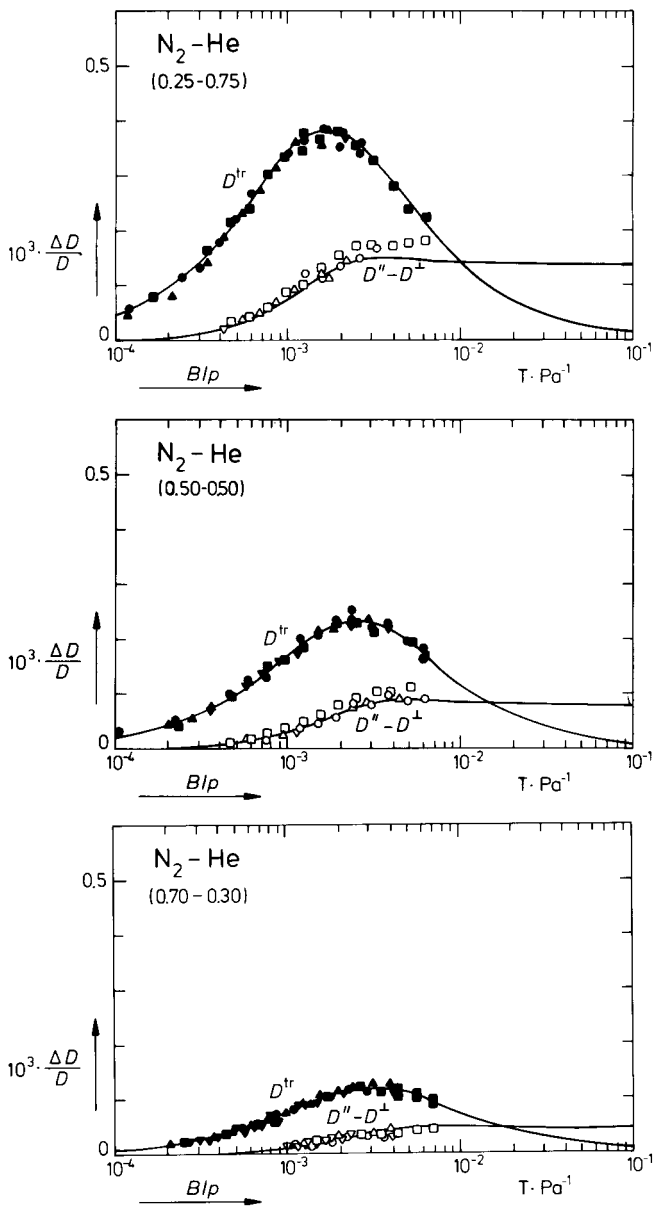 N₂ – He
(0.25 – 0.75)
0.5
Dᵗʳ
10³ · ΔD/D
D′′ – D⊥
0
10⁻⁴
10⁻³
10⁻²
10⁻¹
B/p
T · Pa⁻¹
N₂ – He
(0.50 – 0.50)
0.5
Dᵗʳ
10³ · ΔD/D
D′′ – D⊥
0
10⁻⁴
10⁻³
10⁻²
10⁻¹
B/p
T · Pa⁻¹
N₂ – He
(0.70 – 0.30)
0.5
10³ · ΔD/D
Dᵗʳ
D′′ – D⊥
0
10⁻⁴
10⁻³
10⁻²
10⁻¹
B/p
T · Pa⁻¹